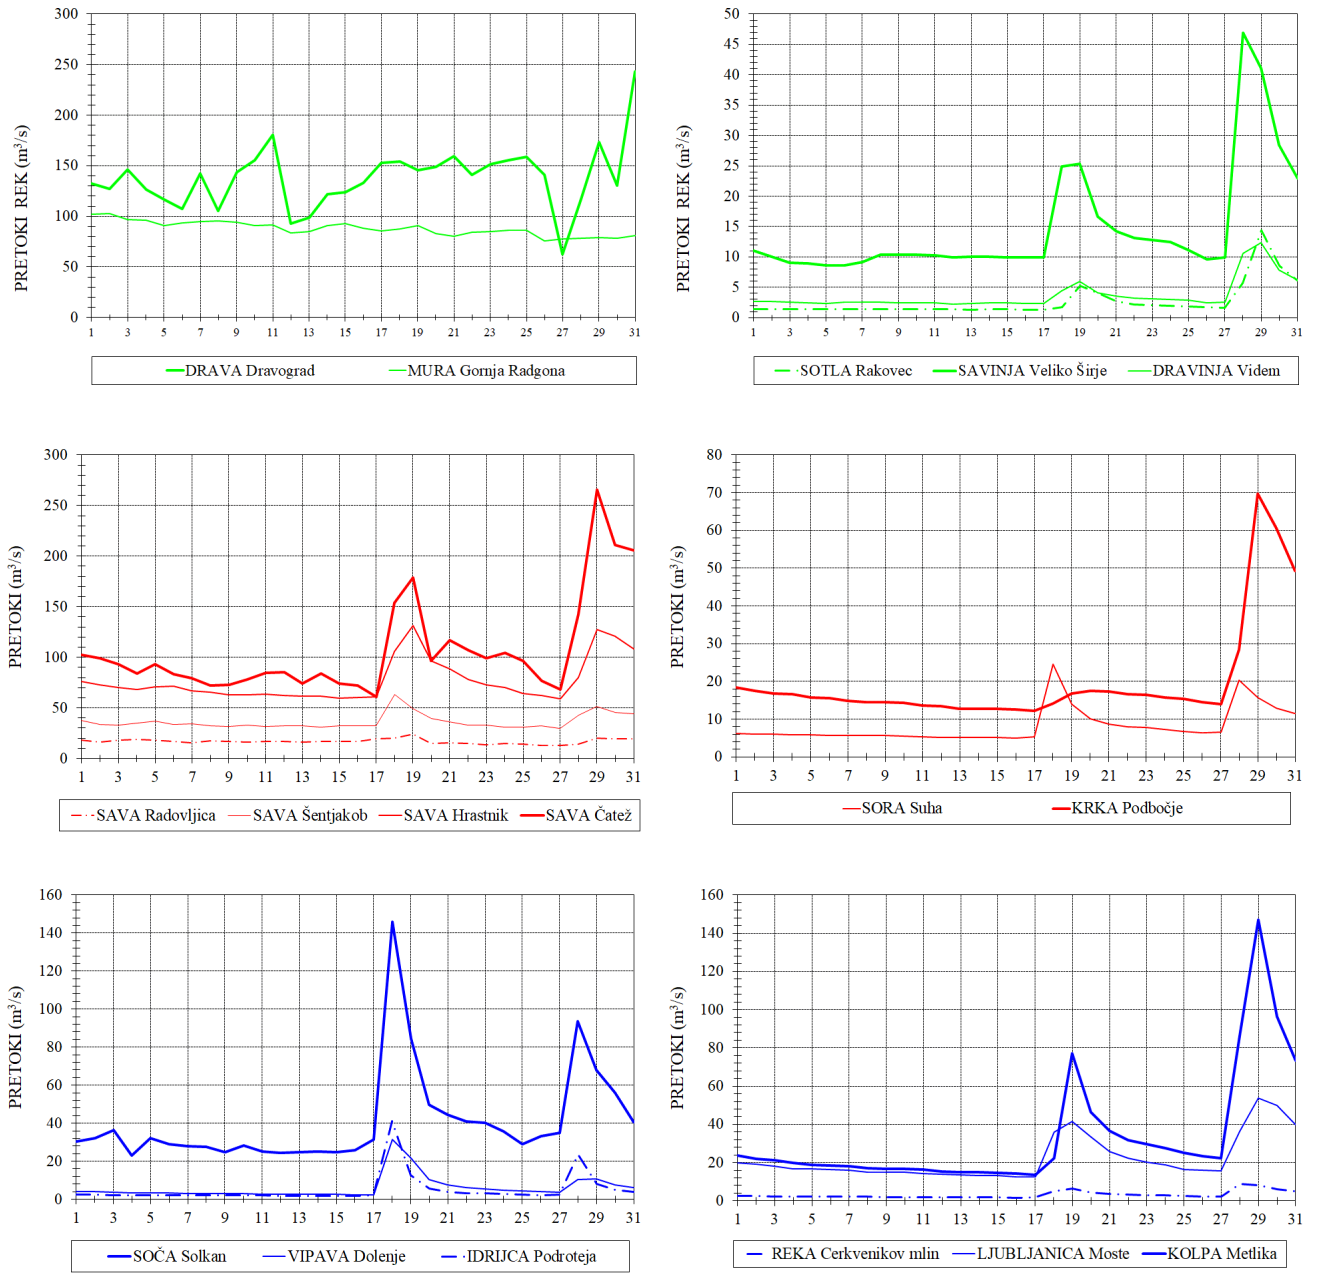 300
250
200
150
100
50
0
PRETOKI REK (m³/s)
1 3 5 7 9 11 13 15 17 19 21 23 25 27 29 31
DRAVA Dravograd MURA Gornja Radgona
50
45
40
35
30
25
20
15
10
5
0
PRETOKI REK (m³/s)
1 3 5 7 9 11 13 15 17 19 21 23 25 27 29 31
SOTLA Rakovec SAVINJA Veliko Širje DRAVINJA Videm
300
250
200
150
100
50
0
PRETOKI (m³/s)
1 3 5 7 9 11 13 15 17 19 21 23 25 27 29 31
SAVA Radovljica SAVA Šentjakob SAVA Hrastnik SAVA Čatež
80
70
60
50
40
30
20
10
0
PRETOKI (m³/s)
1 3 5 7 9 11 13 15 17 19 21 23 25 27 29 31
SORA Suha KRKA Podbočje
160
140
120
100
80
60
40
20
0
PRETOKI (m³/s)
1 3 5 7 9 11 13 15 17 19 21 23 25 27 29 31
SOČA Solkan VIPAVA Dolenje IDRIJCA Podroteja
160
140
120
100
80
60
40
20
0
PRETOKI (m³/s)
1 3 5 7 9 11 13 15 17 19 21 23 25 27 29 31
REKA Cerkvenikov mlin LJUBLJANICA Moste KOLPA Metlika